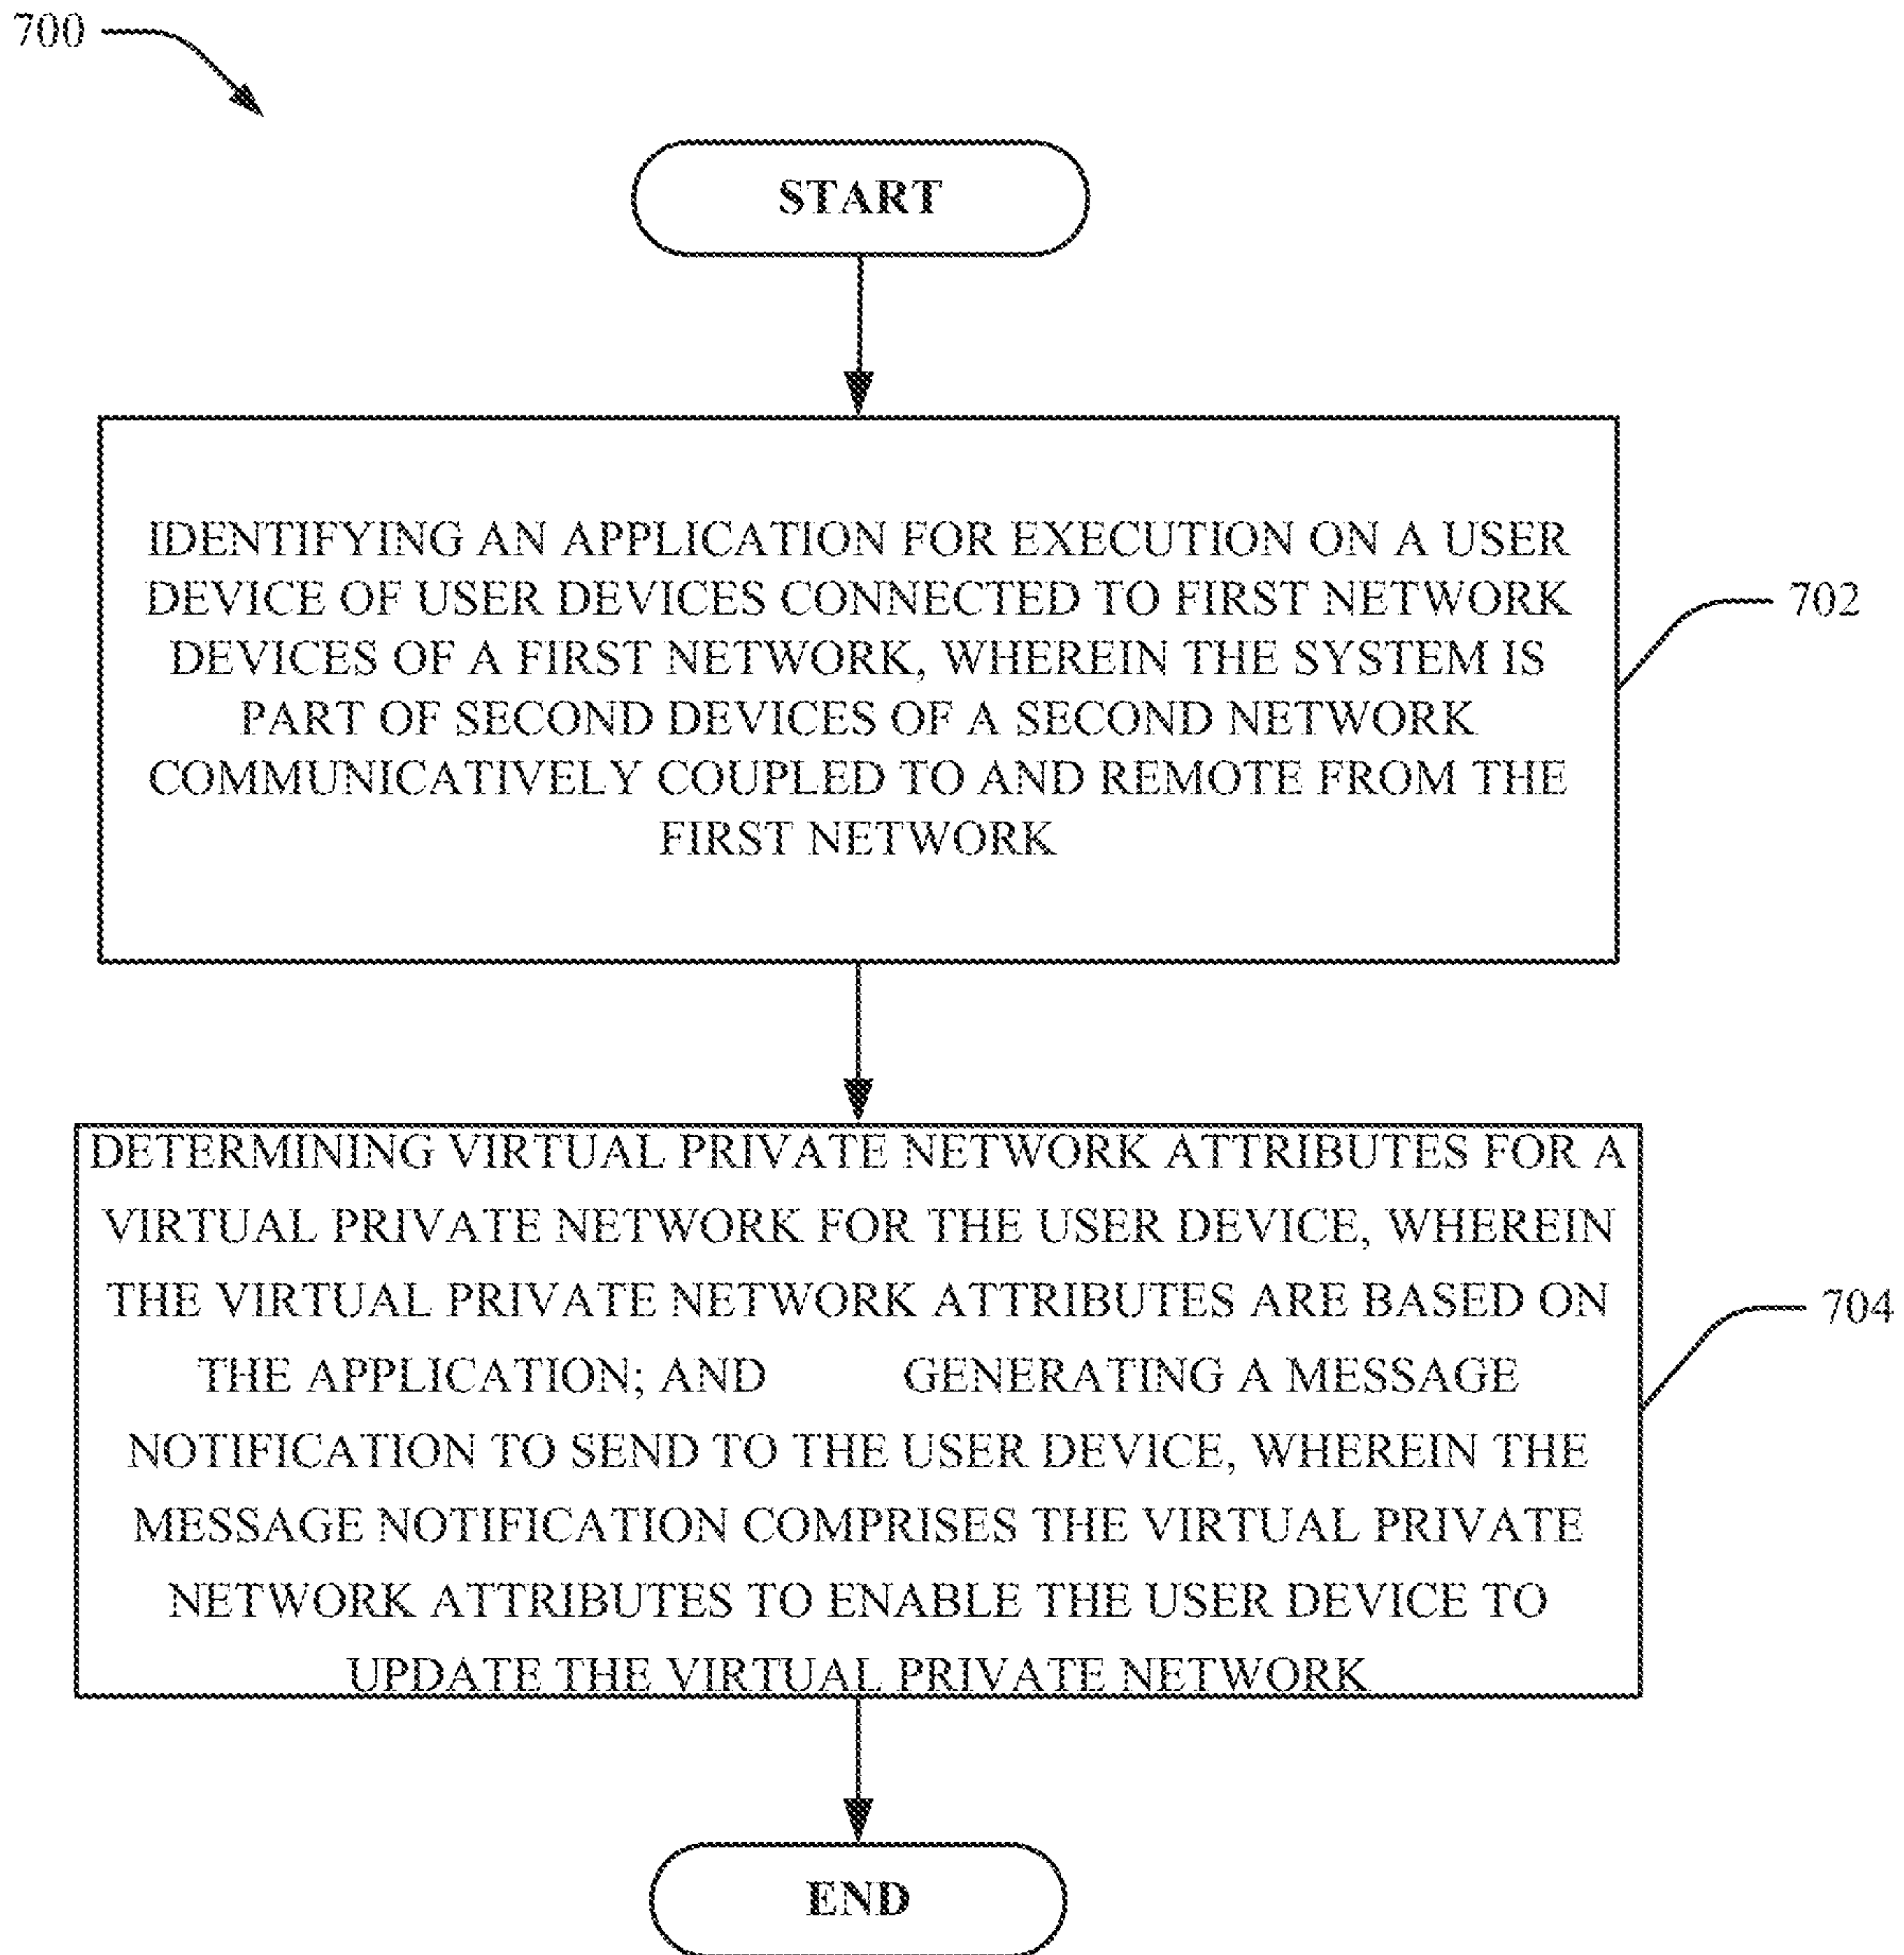 700
START
IDENTIFYING AN APPLICATION FOR EXECUTION ON A USER
DEVICE OF USER DEVICES CONNECTED TO FIRST NETWORK
DEVICES OF A FIRST NETWORK, WHEREIN THE SYSTEM IS
PART OF SECOND DEVICES OF A SECOND NETWORK
COMMUNICATIVELY COUPLED TO AND REMOTE FROM THE
FIRST NETWORK
702
DETERMINING VIRTUAL PRIVATE NETWORK ATTRIBUTES FOR A
VIRTUAL PRIVATE NETWORK FOR THE USER DEVICE, WHEREIN
THE VIRTUAL PRIVATE NETWORK ATTRIBUTES ARE BASED ON
THE APPLICATION; AND GENERATING A MESSAGE
NOTIFICATION TO SEND TO THE USER DEVICE, WHEREIN THE
MESSAGE NOTIFICATION COMPRISES THE VIRTUAL PRIVATE
NETWORK ATTRIBUTES TO ENABLE THE USER DEVICE TO
UPDATE THE VIRTUAL PRIVATE NETWORK
704
END